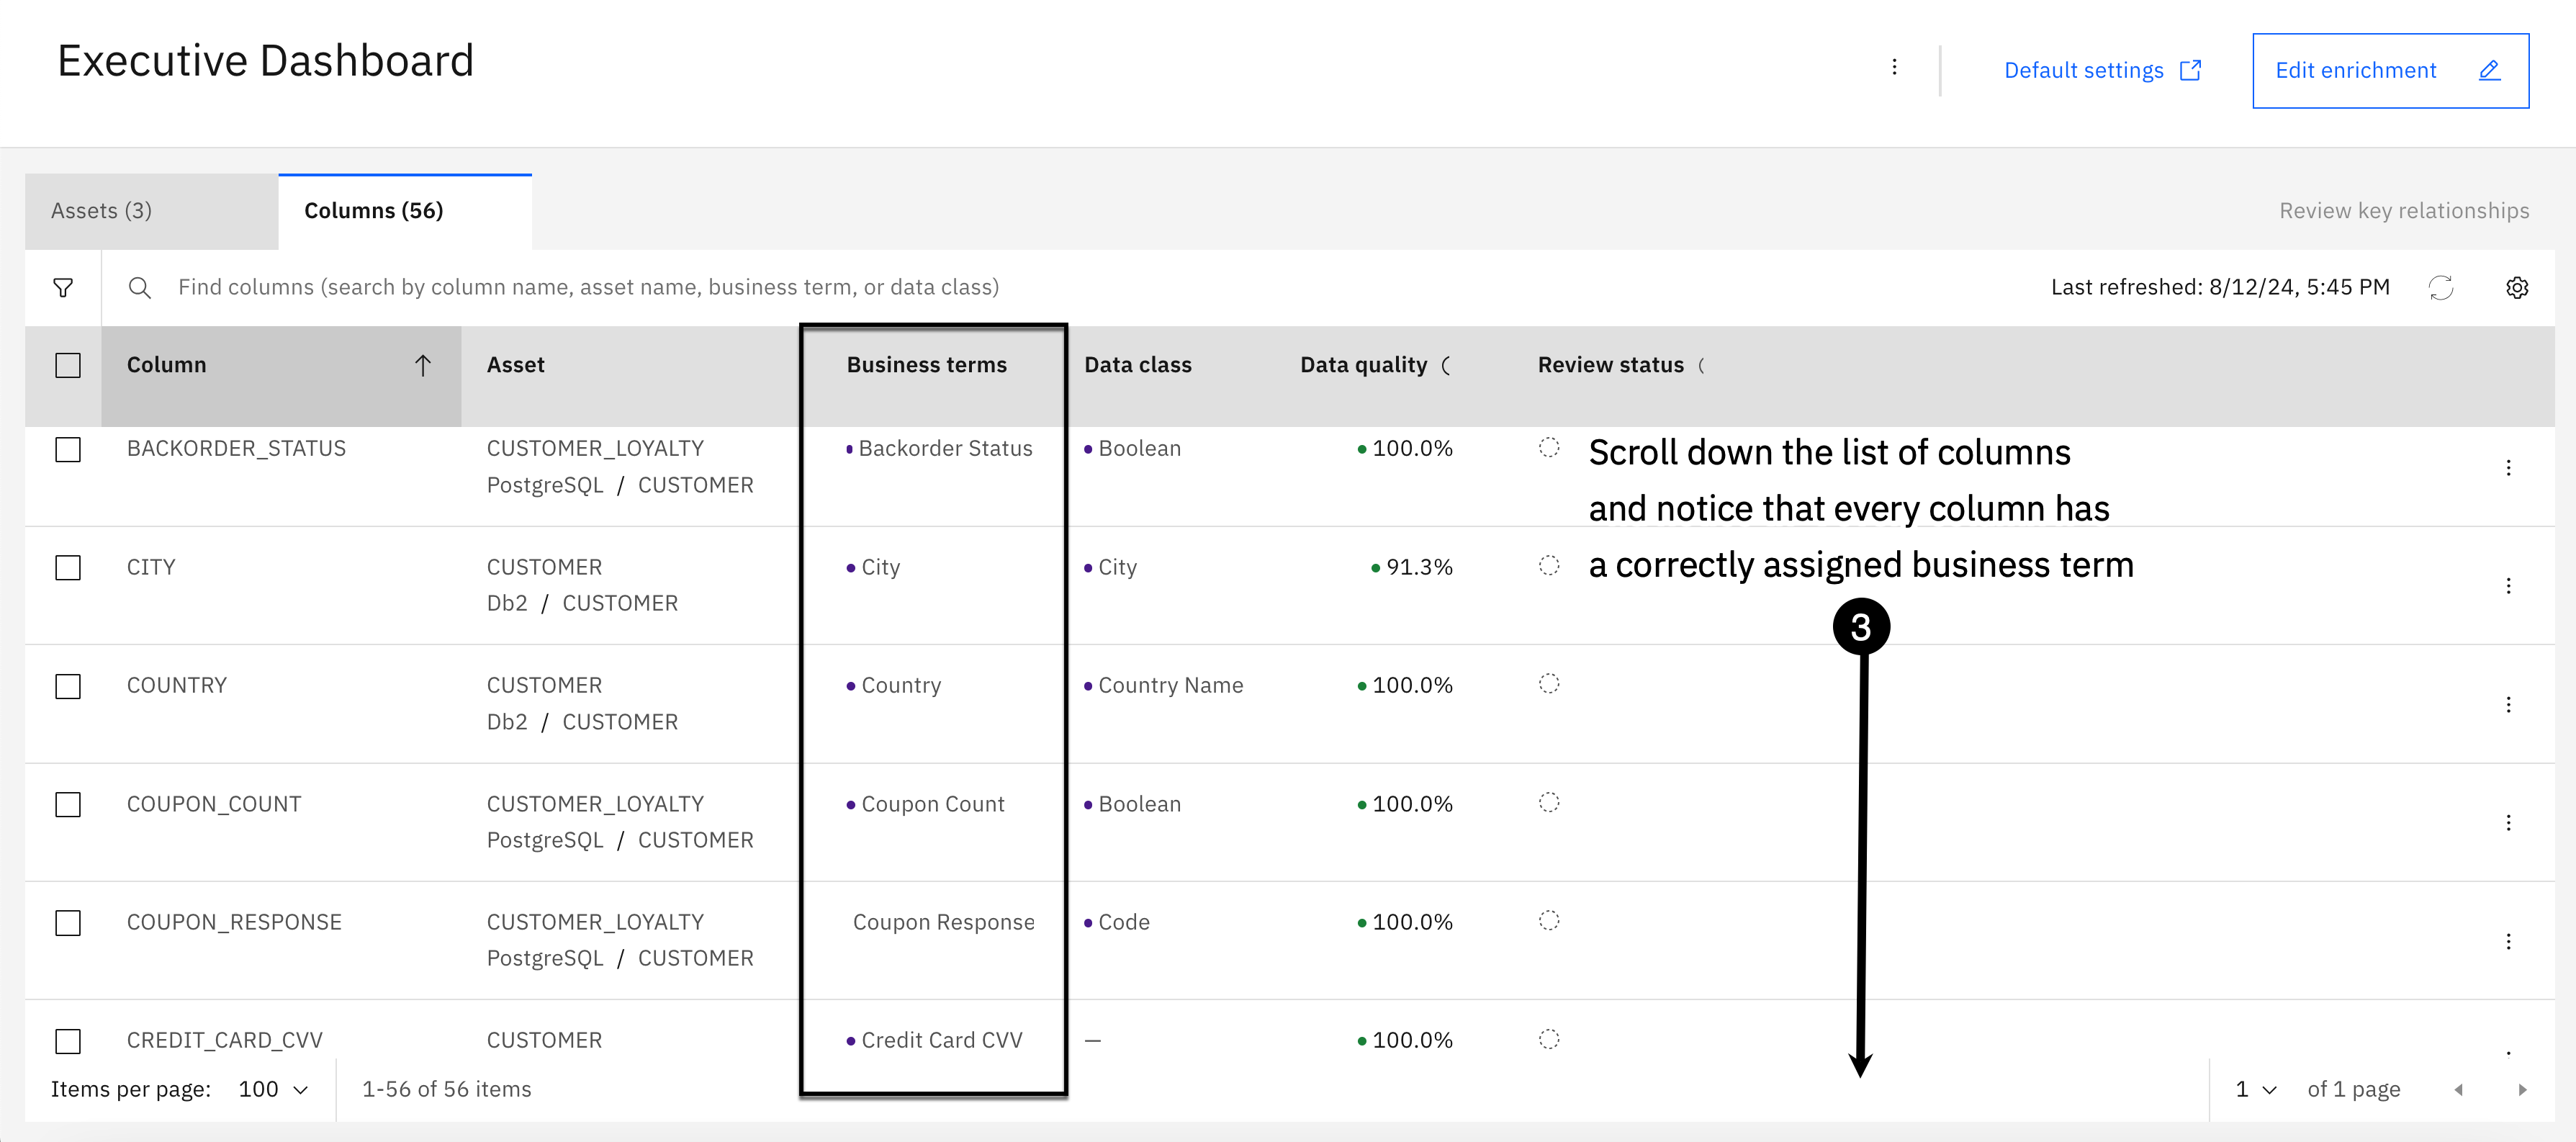 Executive Dashboard
Default settings
Edit enrichment
Assets (3)
Columns (56)
Review key relationships
Find columns (search by column name, asset name, business term, or data class)
Last refreshed: 8/12/24, 5:45 PM
Column Asset Business terms Data class Data quality ( Review status (
BACKORDER_STATUS CUSTOMER_LOYALTY Backorder Status Boolean 100.0%
PostgreSQL / CUSTOMER
Scroll down the list of columns
and notice that every column has
a correctly assigned business term
3
CITY CUSTOMER City City 91.3%
Db2 / CUSTOMER
COUNTRY CUSTOMER Country Country Name 100.0%
Db2 / CUSTOMER
COUPON_COUNT CUSTOMER_LOYALTY Coupon Count Boolean 100.0%
PostgreSQL / CUSTOMER
COUPON_RESPONSE CUSTOMER_LOYALTY Coupon Response Code 100.0%
PostgreSQL / CUSTOMER
CREDIT_CARD_CVV CUSTOMER Credit Card CVV — 100.0%
Items per page: 100 1-56 of 56 items 1 of 1 page